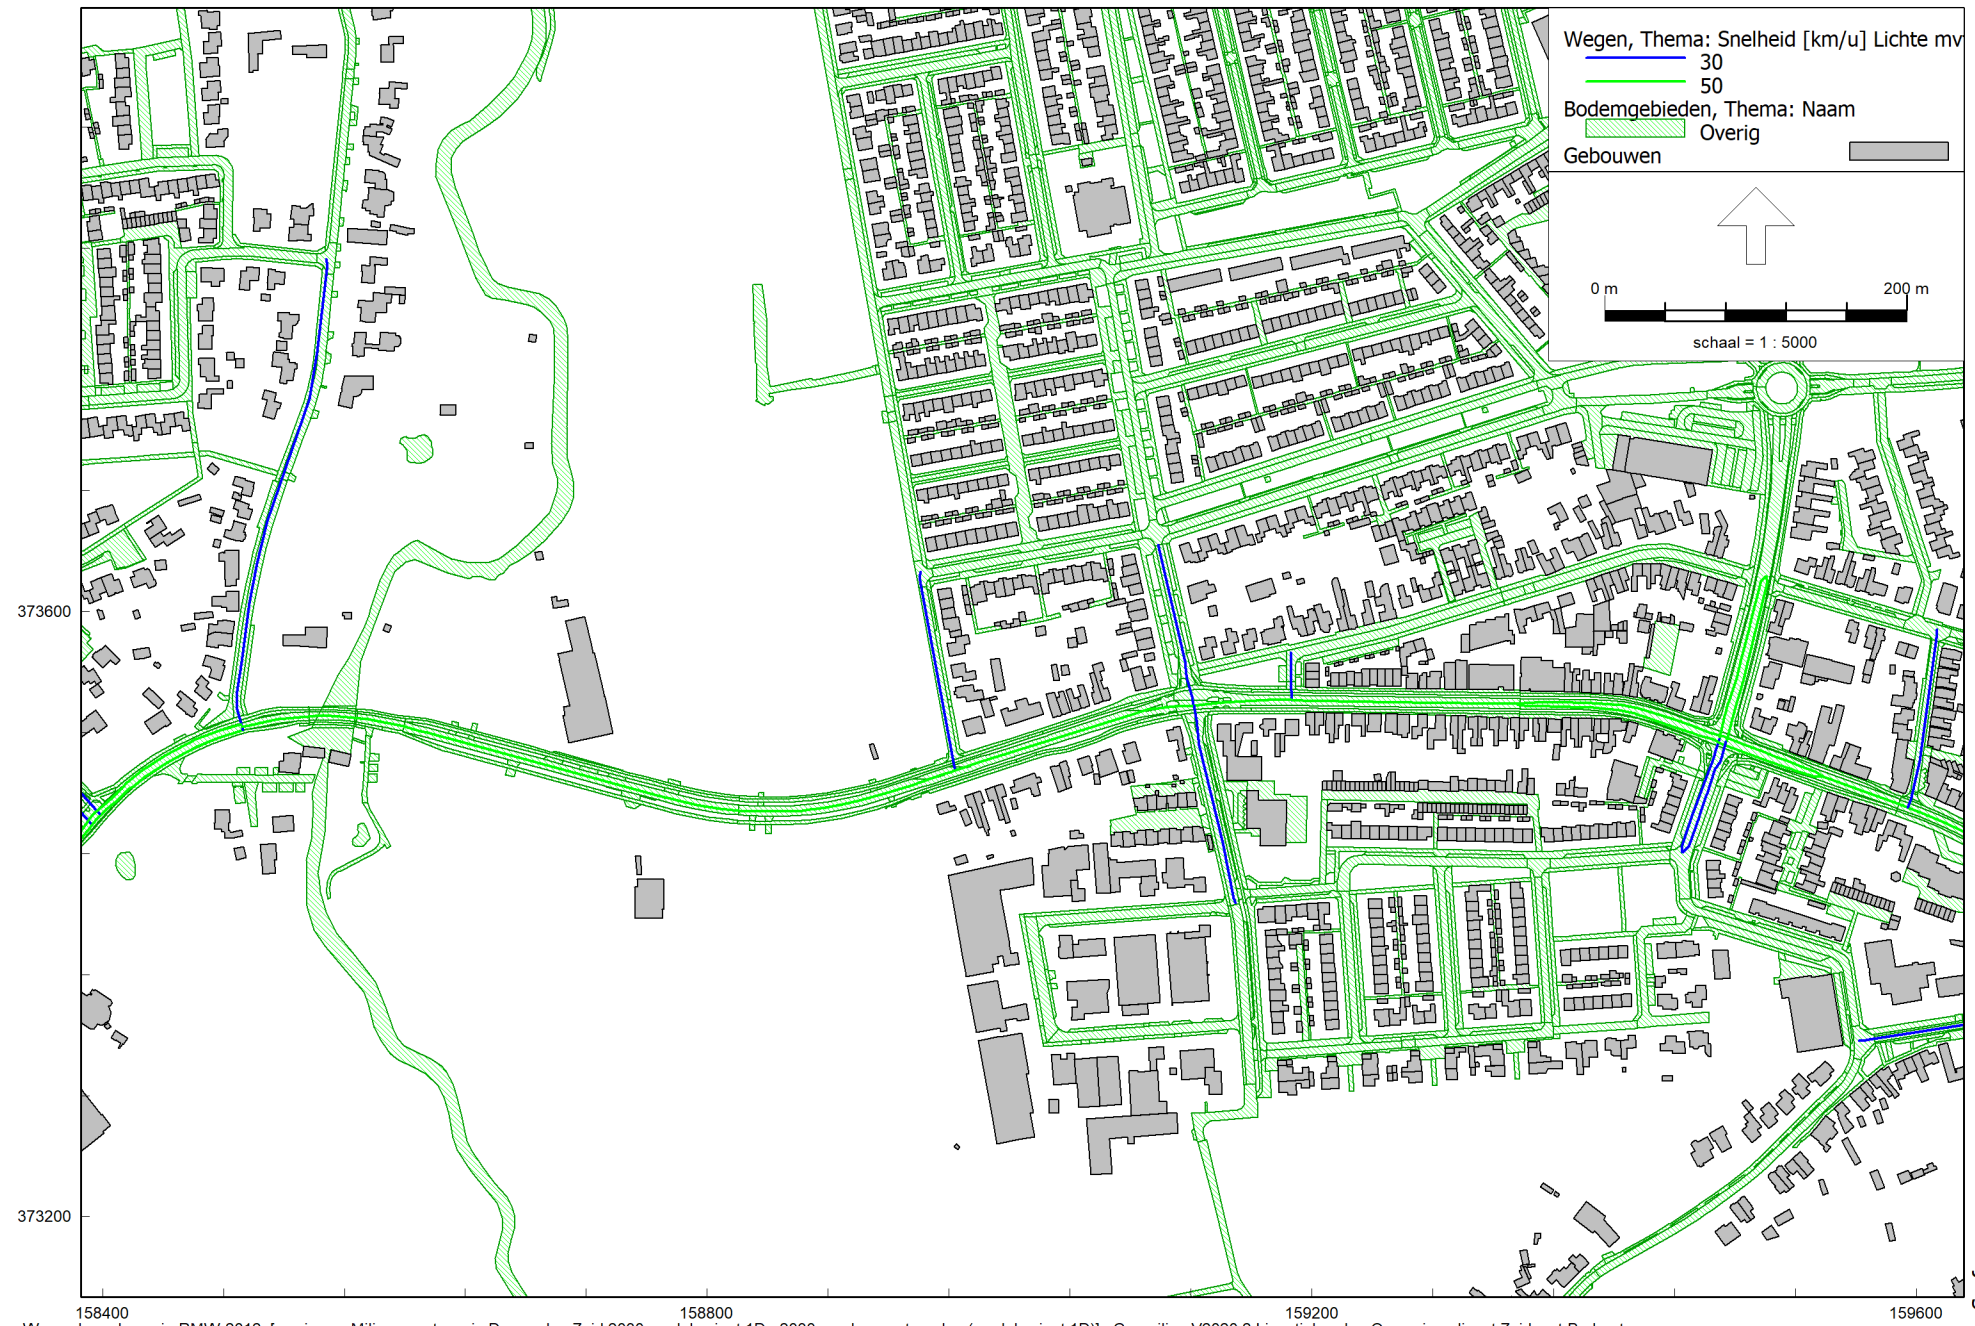 Wegen, Thema: Snelheid [km/u] Lichte mv
30
50
Bodemgebieden, Thema: Naam
Overig
Gebouwen
0 m 200 m
schaal = 1 : 5000
373600
373200
158400 158800 159200 159600